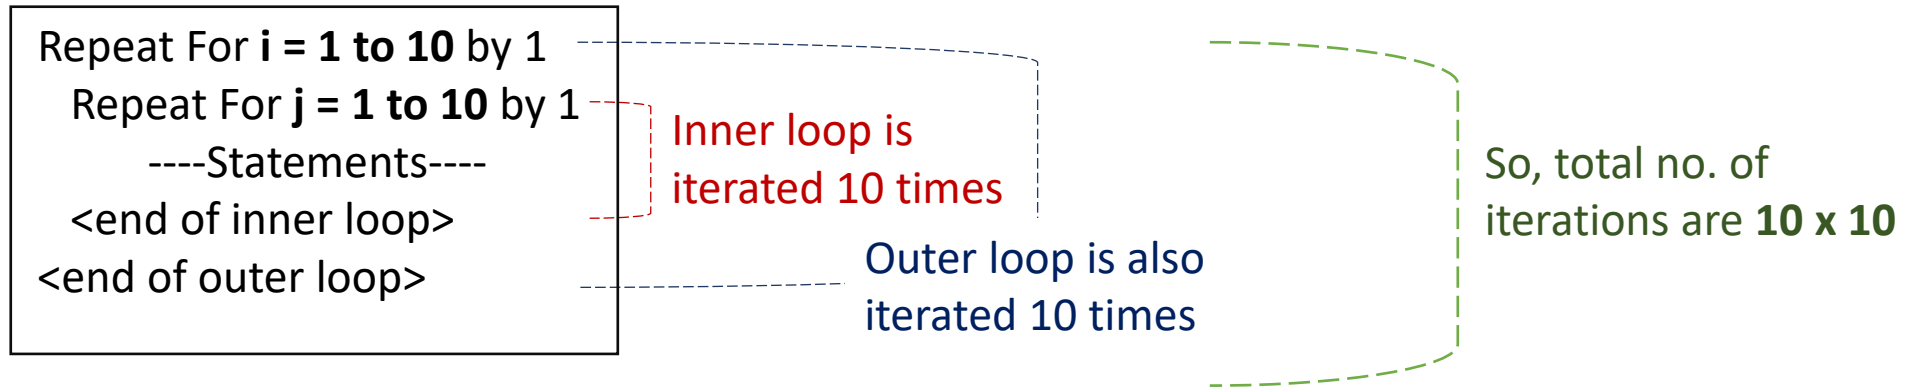 Repeat For i = 1 to 10 by 1
Repeat For j = 1 to 10 by 1
----Statements----
<end of inner loop>
<end of outer loop>
Inner loop is
iterated 10 times
Outer loop is also
iterated 10 times
So, total no. of
iterations are 10 x 10